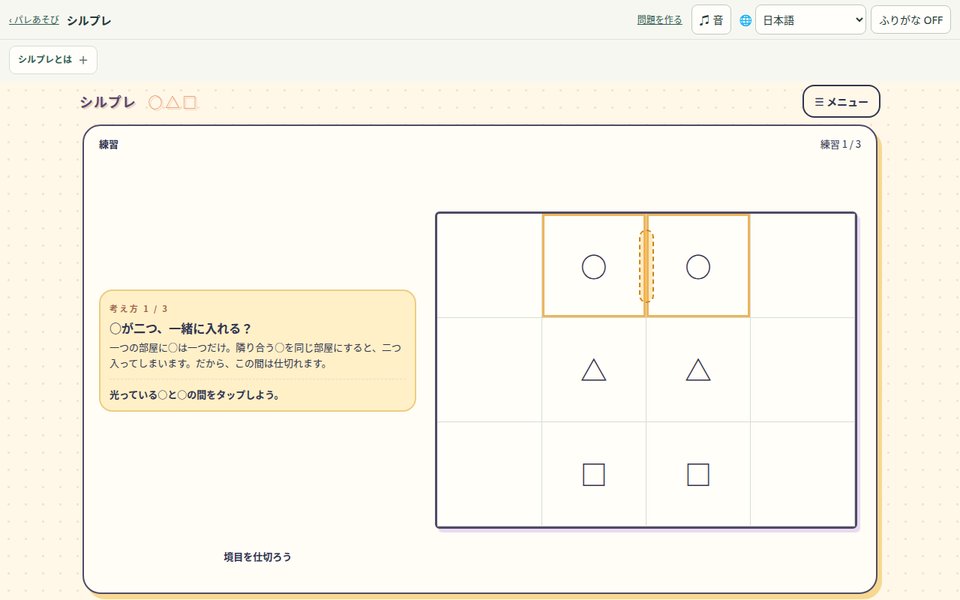 ‹ パレあそび シルプレ 問題を作る 🎵 音 🌐 日本語 ふりがな OFF
シルプレとは ＋
シルプレ ○△□ ☰ メニュー
練習 練習 1 / 3
考え方 1 / 3
○が二つ、一緒に入れる？
一つの部屋に○は一つだけ。隣り合う○を同じ部屋にすると、二つ
入ってしまいます。だから、この間は仕切れます。
光っている○と○の間をタップしよう。
境目を仕切ろう